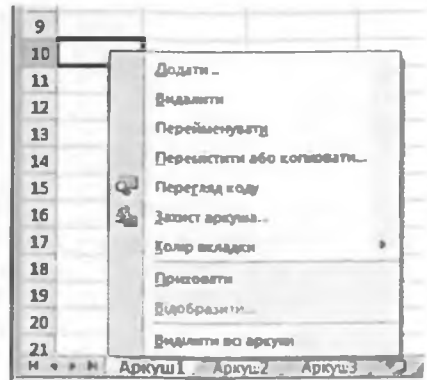 9
10
11
12
13
14
15
16
17
18
19
20
21
Додати...
Видалити
Перейменувати
Перемістити або копіювати...
Перегляд коду
Захист аркуша...
Колір вкладки
Приховати
Відобразити...
Виділити всі аркуші
Аркуш1 Аркуш2 Аркуш3